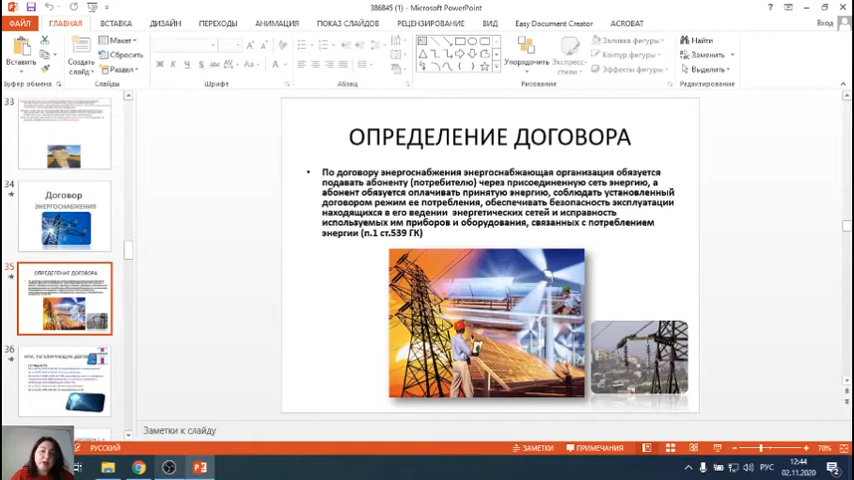 386845 (1) - Microsoft PowerPoint
ФАЙЛ
ГЛАВНАЯ
ВСТАВКА
ДИЗАЙН
ПЕРЕХОДЫ
АНИМАЦИЯ
ПОКАЗ СЛАЙДОВ
РЕЦЕНЗИРОВАНИЕ
ВИД
Easy Document Creator
ACROBAT
Вход
Вставить
Создать
слайд
Макет
Сбросить
Раздел
Упорядочить
Экспресс-
стили
Заливка фигуры
Контур фигуры
Эффекты фигуры
Найти
Заменить
Выделить
Буфер обмена
Слайды
Шрифт
Абзац
Рисование
Редактирование
33
34
Договор
ЭНЕРГОСНАБЖЕНИЯ
35
ОПРЕДЕЛЕНИЕ ДОГОВОРА
36
ОПРЕДЕЛЕНИЕ ДОГОВОРА
• По договору энергоснабжения энергоснабжающая организация обязуется
подавать абоненту (потребителю) через присоединенную сеть энергию, а
абонент обязуется оплачивать принятую энергию, соблюдать установленный
договором режим ее потребления, обеспечивать безопасность эксплуатации
находящихся в его ведении энергетических сетей и исправность
используемых им приборов и оборудования, связанных с потреблением
энергии (п.1 ст.539 ГК)
Заметки к слайду
РУССКИЙ
ЗАМЕТКИ
ПРИМЕЧАНИЯ
70%
РУС
12:44
02.11.2020